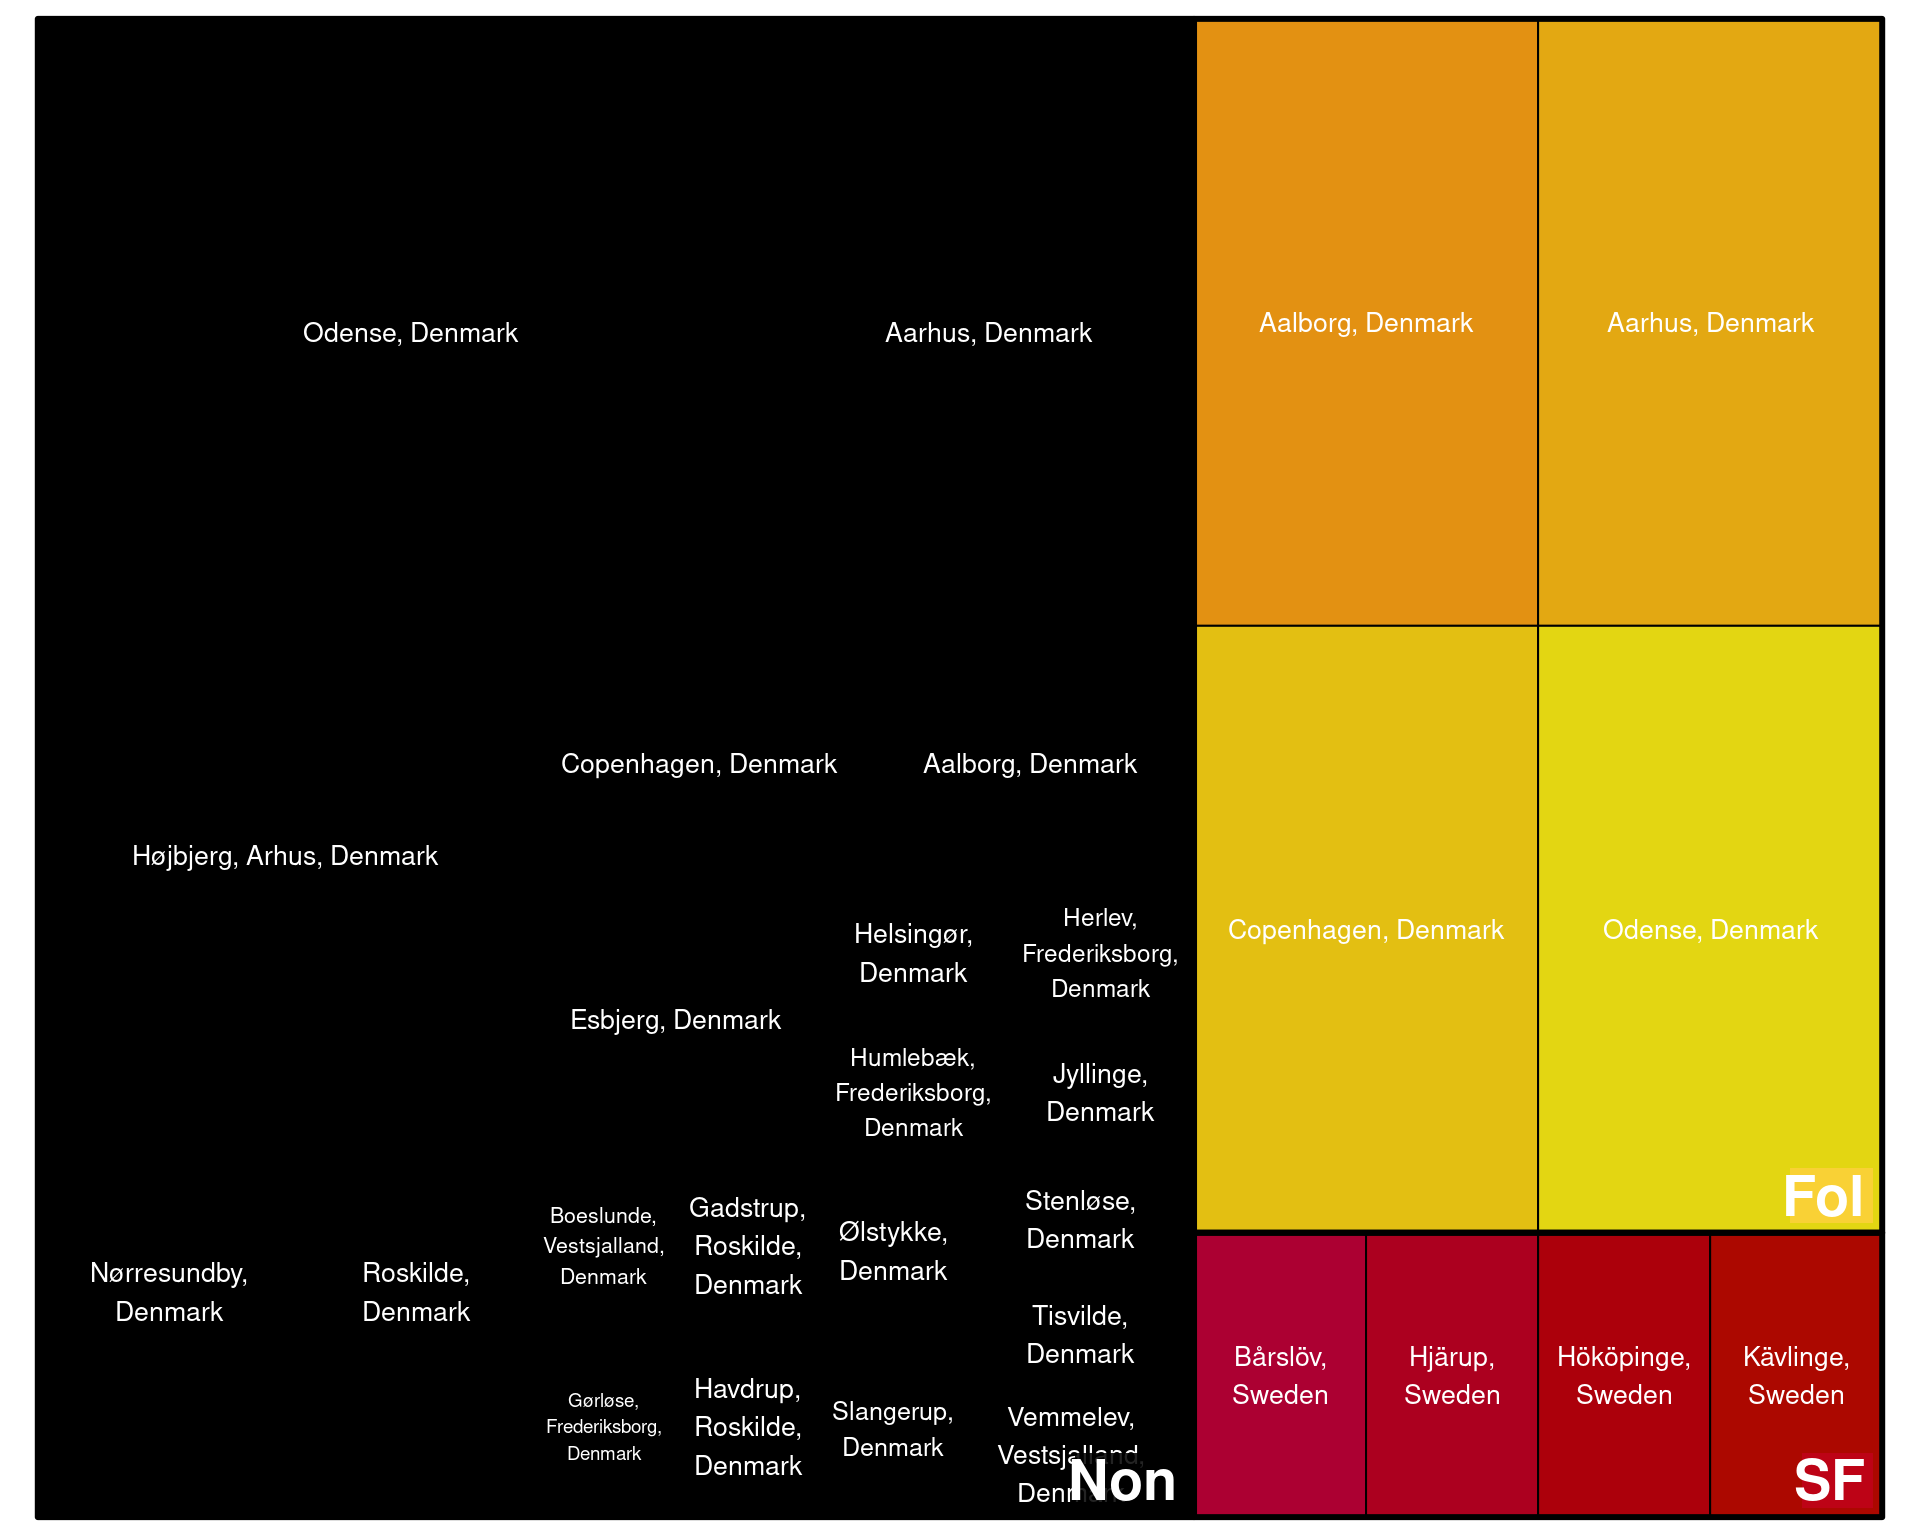 Odense, Denmark
Aarhus, Denmark
Aalborg, Denmark
Aarhus, Denmark
Copenhagen, Denmark
Aalborg, Denmark
Højbjerg, Arhus, Denmark
Copenhagen, Denmark
Odense, Denmark
Helsingør,
Denmark
Herlev,
Frederiksborg,
Denmark
Esbjerg, Denmark
Humlebæk,
Frederiksborg,
Denmark
Jyllinge,
Denmark
Fol
Nørresundby,
Denmark
Roskilde,
Denmark
Boeslunde,
Vestsjalland,
Denmark
Gadstrup,
Roskilde,
Denmark
Ølstykke,
Denmark
Stenløse,
Denmark
Tisvilde,
Denmark
Gørløse,
Frederiksborg,
Denmark
Havdrup,
Roskilde,
Denmark
Slangerup,
Denmark
Vemmelev,
Vestsjalland,
Denmark
Non
Bårslöv,
Sweden
Hjärup,
Sweden
Hököpinge,
Sweden
Kävlinge,
Sweden
SF